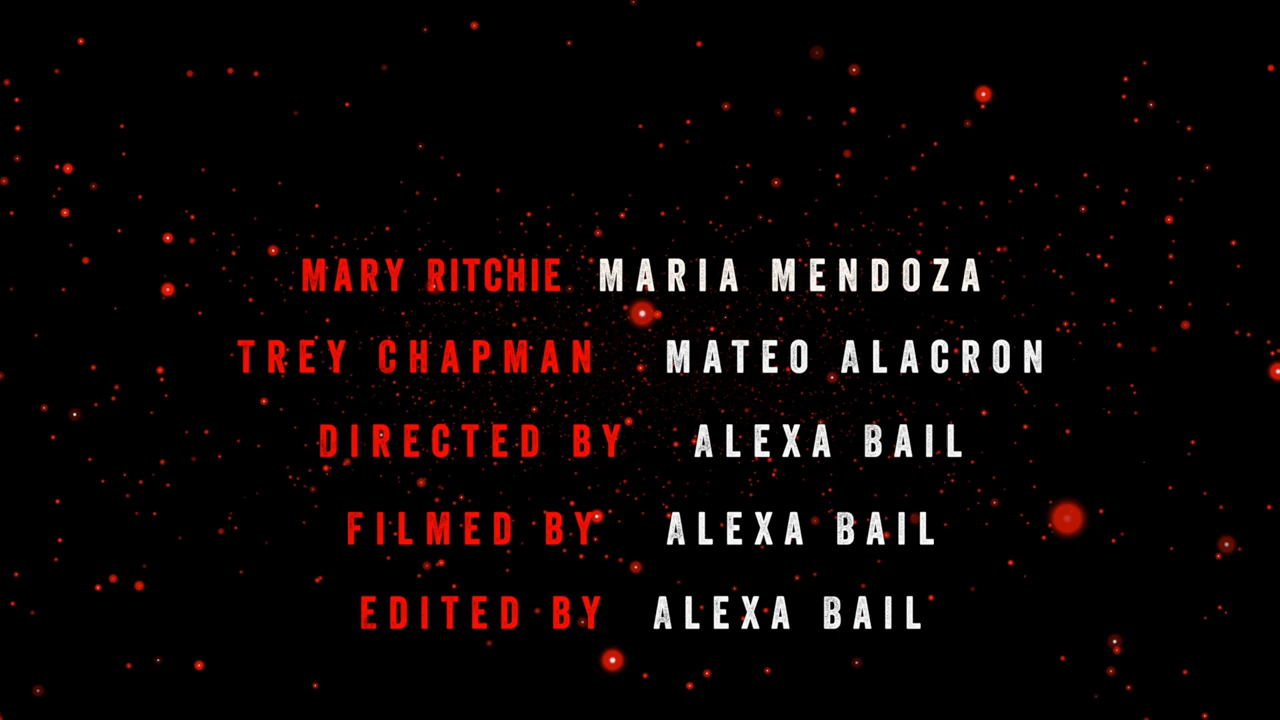 MARY RITCHIE MARIA MENDOZA
TREY CHAPMAN MATEO ALACRON
DIRECTED BY ALEXA BAIL
FILMED BY ALEXA BAIL
EDITED BY ALEXA BAIL